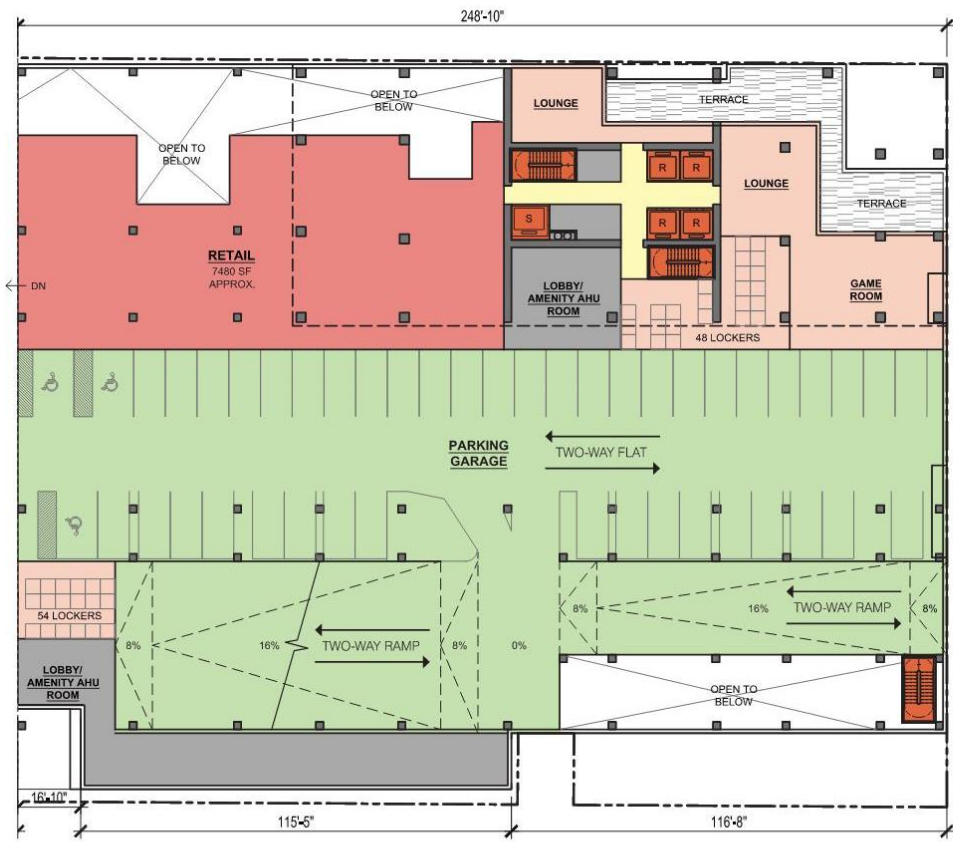 248'-10"
OPEN TO
BELOW
LOUNGE
TERRACE
OPEN TO
BELOW
R
R
LOUNGE
TERRACE
S
R
R
RETAIL
7480 SF
APPROX.
DN
LOBBY/
AMENITY AHU
ROOM
GAME
ROOM
48 LOCKERS
PARKING
GARAGE
TWO-WAY FLAT
54 LOCKERS
8%
16%
TWO-WAY RAMP
8%
0%
8%
16%
TWO-WAY RAMP
8%
LOBBY/
AMENITY AHU
ROOM
OPEN TO
BELOW
16'-10"
115'-5"
116'-8"